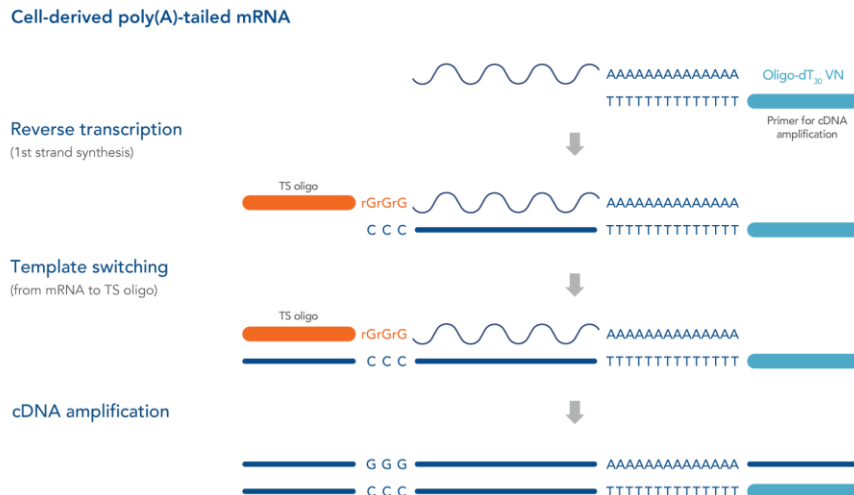 Cell-derived poly(A)-tailed mRNA
AAAAAAAAAAAAAA Oligo-dT30 VN
TTTTTTTTTTTTTT
Primer for cDNA
amplification
Reverse transcription
(1st strand synthesis)
TS oligo
rGrGrG AAAAAAAAAAAAAA
C C C TTTTTTTTTTTTTT
Template switching
(from mRNA to TS oligo)
TS oligo
rGrGrG AAAAAAAAAAAAAA
C C C TTTTTTTTTTTTTT
cDNA amplification
G G G AAAAAAAAAAAAAA
C C C TTTTTTTTTTTTTT